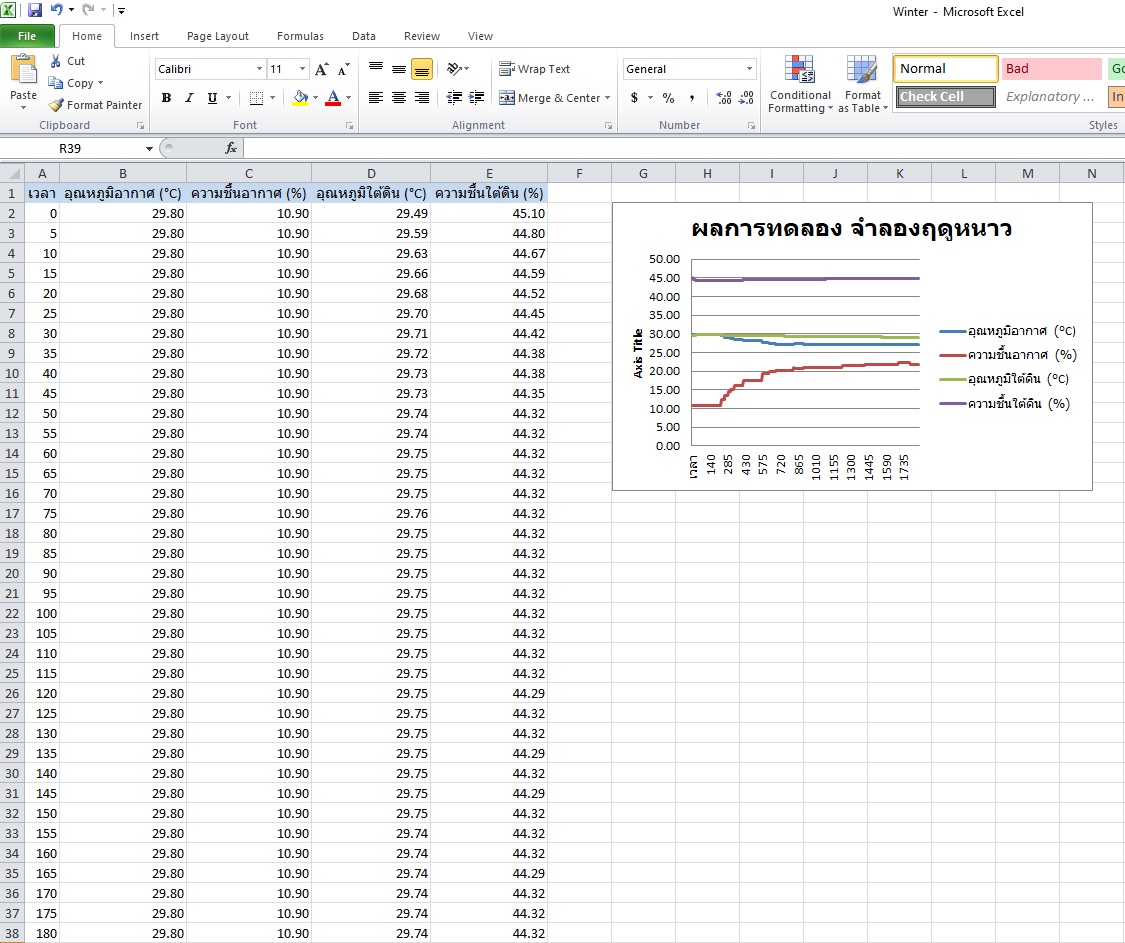 Winter - Microsoft Excel
File Home Insert Page Layout Formulas Data Review View
Paste Cut Copy Format Painter
Calibri 11 A A
B I U A
Wrap Text
Merge & Center
General
$ % ,
Conditional Formatting
Format as Table
Normal Bad
Check Cell Explanatory ...
Clipboard Font Alignment Number Styles
R39 fx
A B C D E F G H I J K L M N
1 เวลา อุณหภูมิอากาศ (°C) ความชื้นอากาศ (%) อุณหภูมิใต้ดิน (°C) ความชื้นใต้ดิน (%)
2 0 29.80 10.90 29.49 45.10
3 5 29.80 10.90 29.59 44.80
4 10 29.80 10.90 29.63 44.67
5 15 29.80 10.90 29.66 44.59
6 20 29.80 10.90 29.68 44.52
7 25 29.80 10.90 29.70 44.45
8 30 29.80 10.90 29.71 44.42
9 35 29.80 10.90 29.72 44.38
10 40 29.80 10.90 29.73 44.38
11 45 29.80 10.90 29.73 44.35
12 50 29.80 10.90 29.74 44.32
13 55 29.80 10.90 29.74 44.32
14 60 29.80 10.90 29.75 44.32
15 65 29.80 10.90 29.75 44.32
16 70 29.80 10.90 29.75 44.32
17 75 29.80 10.90 29.76 44.32
18 80 29.80 10.90 29.75 44.32
19 85 29.80 10.90 29.75 44.32
20 90 29.80 10.90 29.75 44.32
21 95 29.80 10.90 29.75 44.32
22 100 29.80 10.90 29.75 44.32
23 105 29.80 10.90 29.75 44.32
24 110 29.80 10.90 29.75 44.32
25 115 29.80 10.90 29.75 44.32
26 120 29.80 10.90 29.75 44.29
27 125 29.80 10.90 29.75 44.32
28 130 29.80 10.90 29.75 44.32
29 135 29.80 10.90 29.75 44.29
30 140 29.80 10.90 29.75 44.32
31 145 29.80 10.90 29.75 44.29
32 150 29.80 10.90 29.75 44.32
33 155 29.80 10.90 29.74 44.32
34 160 29.80 10.90 29.74 44.32
35 165 29.80 10.90 29.74 44.29
36 170 29.80 10.90 29.74 44.32
37 175 29.80 10.90 29.74 44.32
38 180 29.80 10.90 29.74 44.32
ผลการทดลอง จำลองฤดูหนาว
Axis Title
50.00
45.00
40.00
35.00
30.00
25.00
20.00
15.00
10.00
5.00
0.00
เวลา 140 285 430 575 720 865 1010 1155 1300 1445 1590 1735
อุณหภูมิอากาศ (°C)
ความชื้นอากาศ (%)
อุณหภูมิใต้ดิน (°C)
ความชื้นใต้ดิน (%)